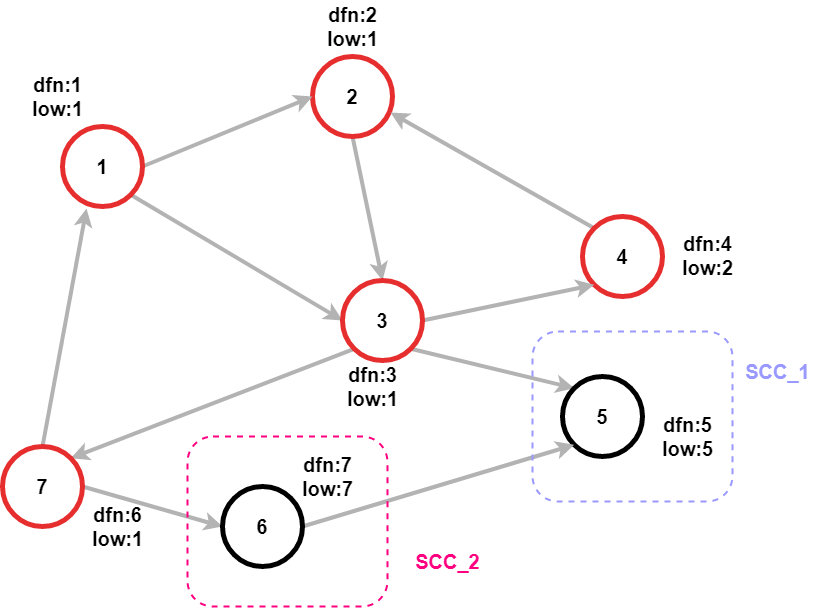 dfn:2
low:1
2
dfn:1
low:1
1
4
dfn:4
low:2
3
dfn:3
low:1
SCC_1
5
dfn:5
low:5
7
dfn:6
low:1
dfn:7
low:7
6
SCC_2